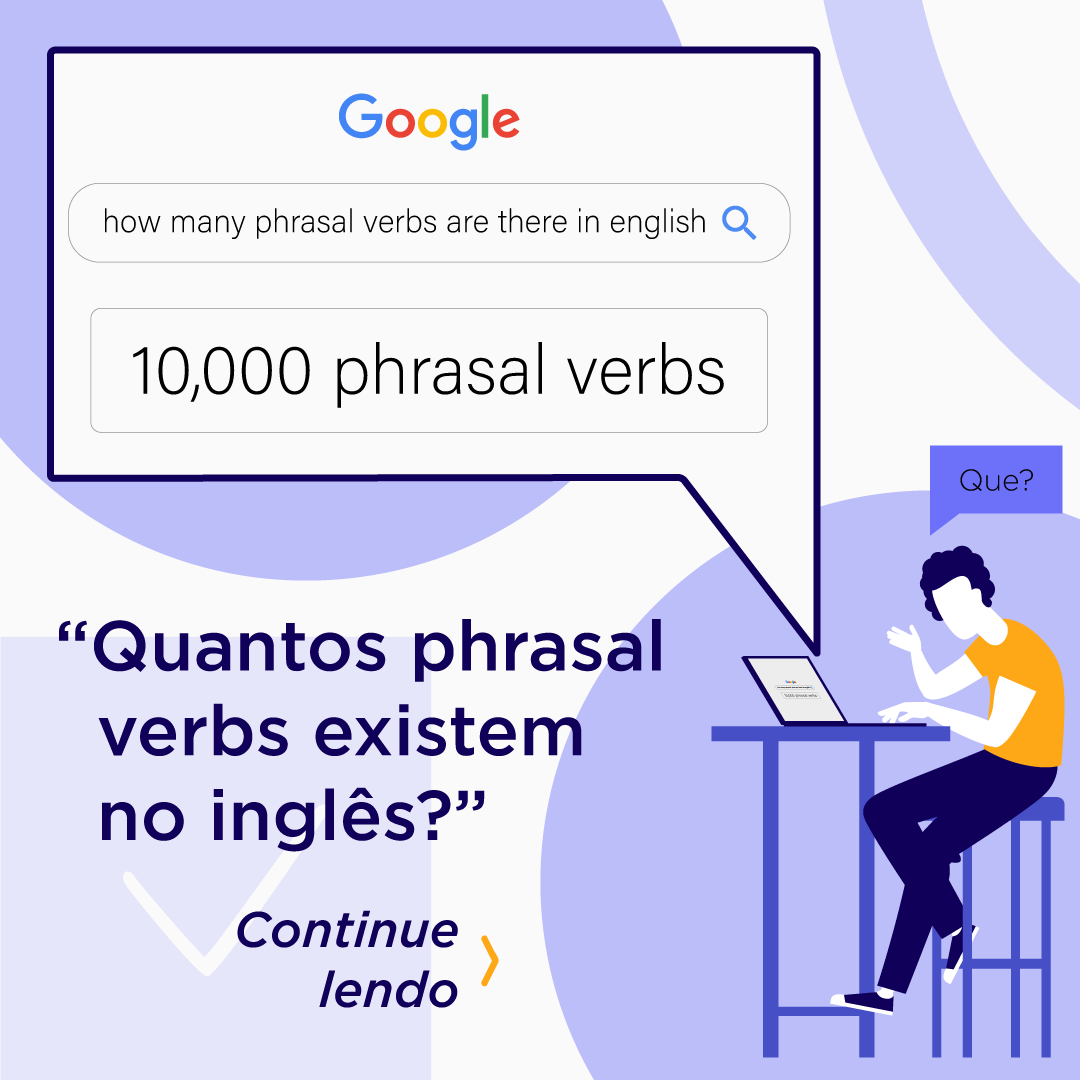 Google
how many phrasal verbs are there in english
10,000 phrasal verbs
Que?
“Quantos phrasal
verbs existem
no inglês?”
Continue
lendo
Google